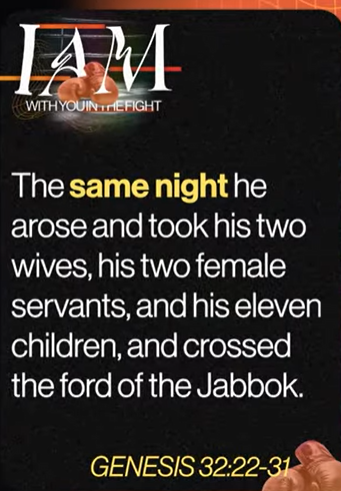 I AM
WITH YOU IN THE FIGHT
The same night he
arose and took his two
wives, his two female
servants, and his eleven
children, and crossed
the ford of the Jabbok.
GENESIS 32:22-31